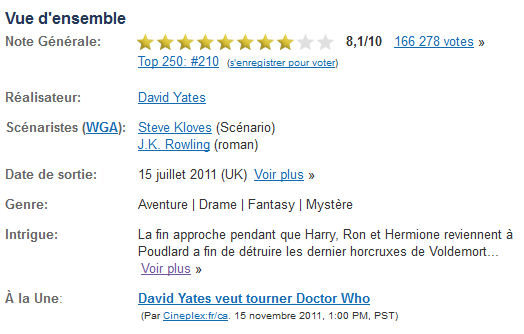 Vue d'ensemble
Note Générale: 8,1/10 166 278 votes »
Top 250: #210 (s'enregistrer pour voter)
Réalisateur: David Yates
Scénaristes (WGA): Steve Kloves (Scénario)
J.K. Rowling (roman)
Date de sortie: 15 juillet 2011 (UK) Voir plus »
Genre: Aventure | Drame | Fantasy | Mystère
Intrigue: La fin approche pendant que Harry, Ron et Hermione reviennent à
Poudlard a fin de détruire les dernier horcruxes de Voldemort...
Voir plus »
À la Une: David Yates veut tourner Doctor Who
(Par Cineplex:fr/ca. 15 novembre 2011, 1:00 PM, PST)